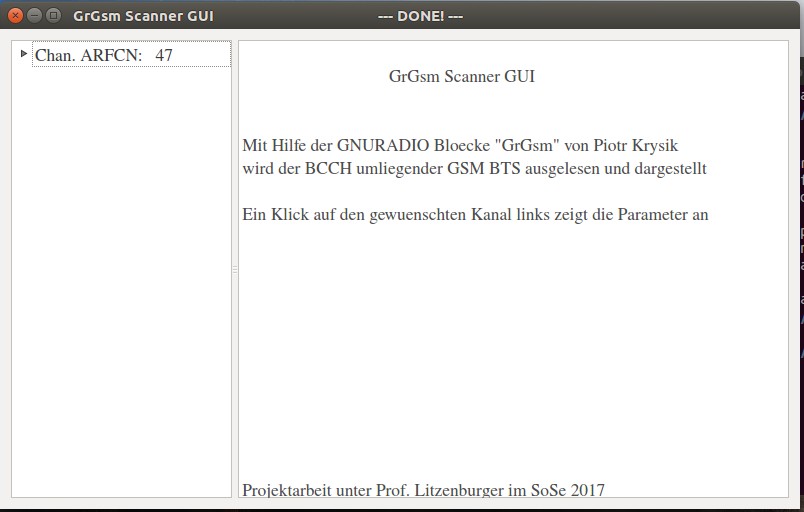 GrGsm Scanner GUI --- DONE! ---
Chan. ARFCN: 47
GrGsm Scanner GUI
Mit Hilfe der GNURADIO Bloecke "GrGsm" von Piotr Krysik
wird der BCCH umliegender GSM BTS ausgelesen und dargestellt
Ein Klick auf den gewuenschten Kanal links zeigt die Parameter an
Projektarbeit unter Prof. Litzenburger im SoSe 2017